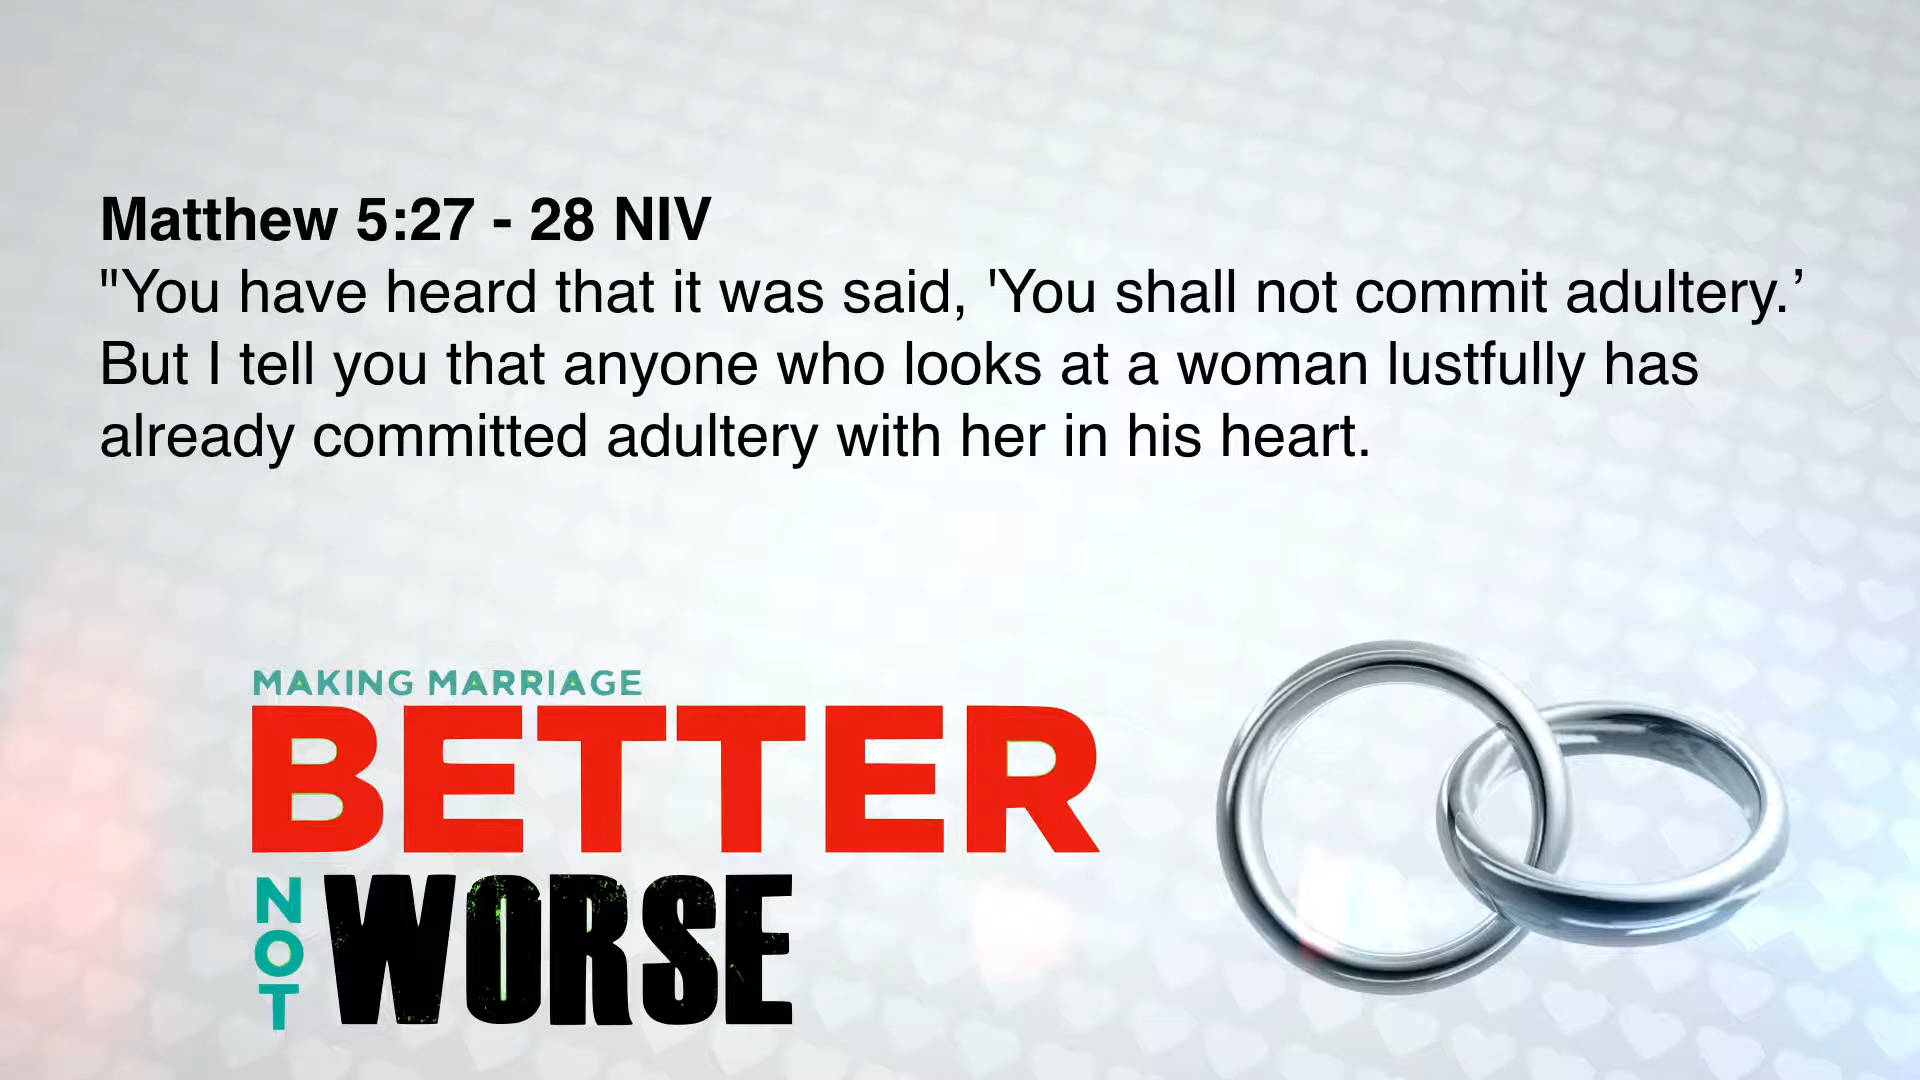 Matthew 5:27 - 28 NIV
"You have heard that it was said, 'You shall not commit adultery.’
But I tell you that anyone who looks at a woman lustfully has
already committed adultery with her in his heart.
MAKING MARRIAGE
BETTER
NOT WORSE